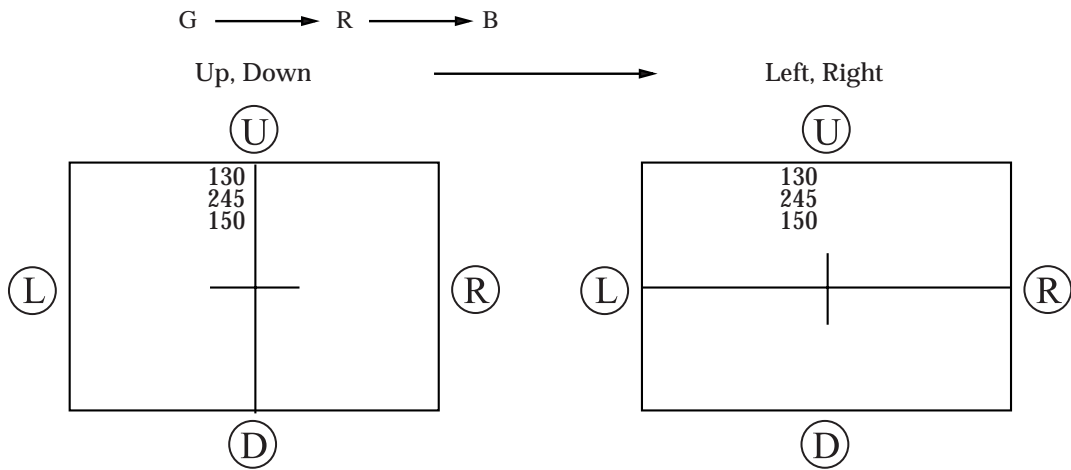 G R B
Up, Down Left, Right
U U
130 130
245 245
150 150
L R L R
D D